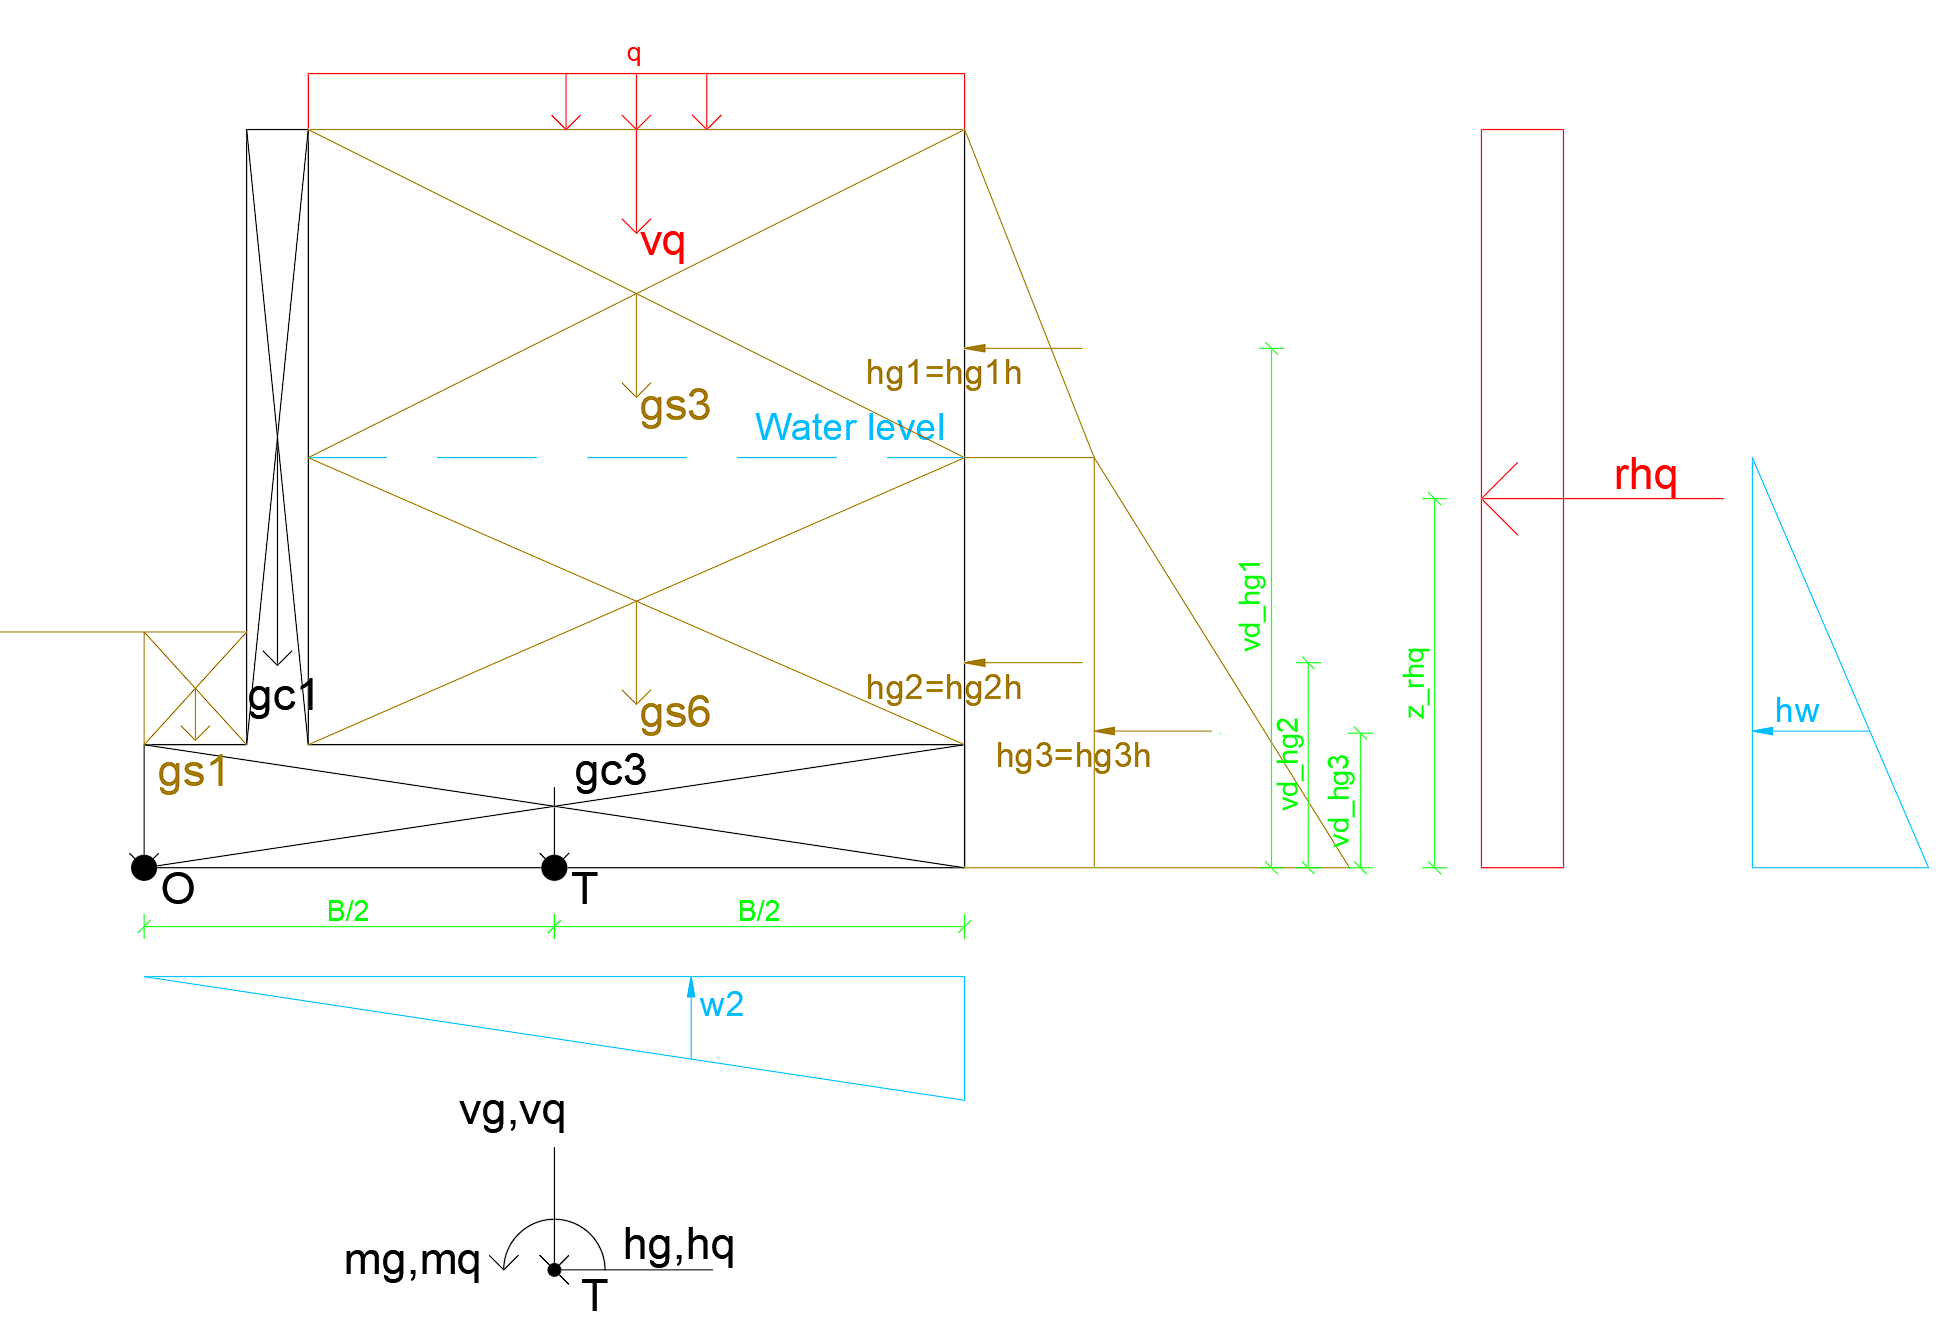 q
vq
hg1=hg1h
gs3
Water level
rhq
vd_hg1
z_rhq
hg2=hg2h
gc1
gs6
hw
vd_hg2
hg3=hg3h
vd_hg3
gs1
gc3
O
T
B/2
B/2
w2
vg,vq
mg,mq
hg,hq
T